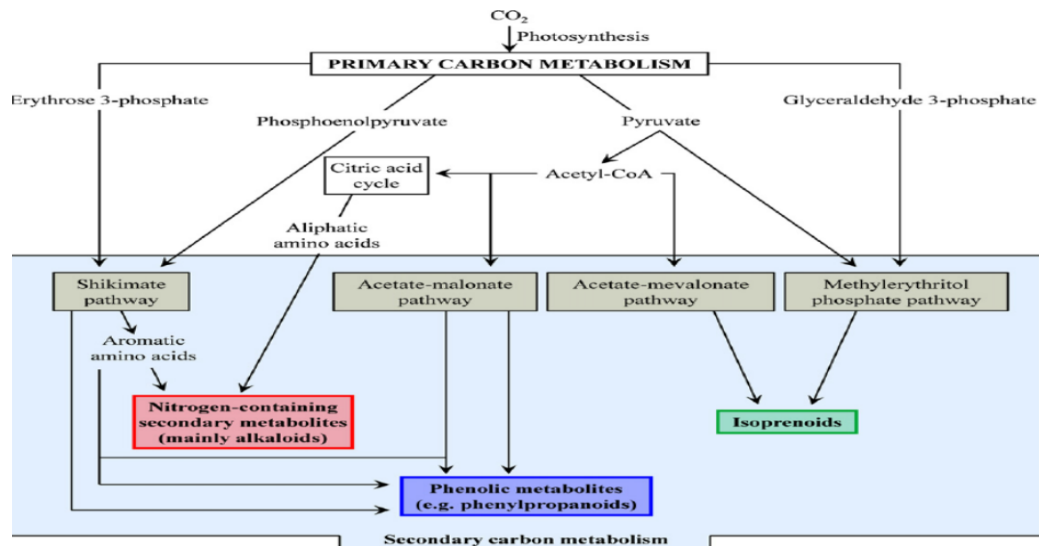 CO₂
Photosynthesis
PRIMARY CARBON METABOLISM
Erythrose 3-phosphate
Glyceraldehyde 3-phosphate
Phosphoenolpyruvate
Pyruvate
Citric acid
cycle
Acetyl-CoA
Aliphatic
amino acids
Shikimate
pathway
Acetate-malonate
pathway
Acetate-mevalonate
pathway
Methylerythritol
phosphate pathway
Aromatic
amino acids
Nitrogen-containing
secondary metabolites
(mainly alkaloids)
Isoprenoids
Phenolic metabolites
(e.g. phenylpropanoids)
Secondary carbon metabolism